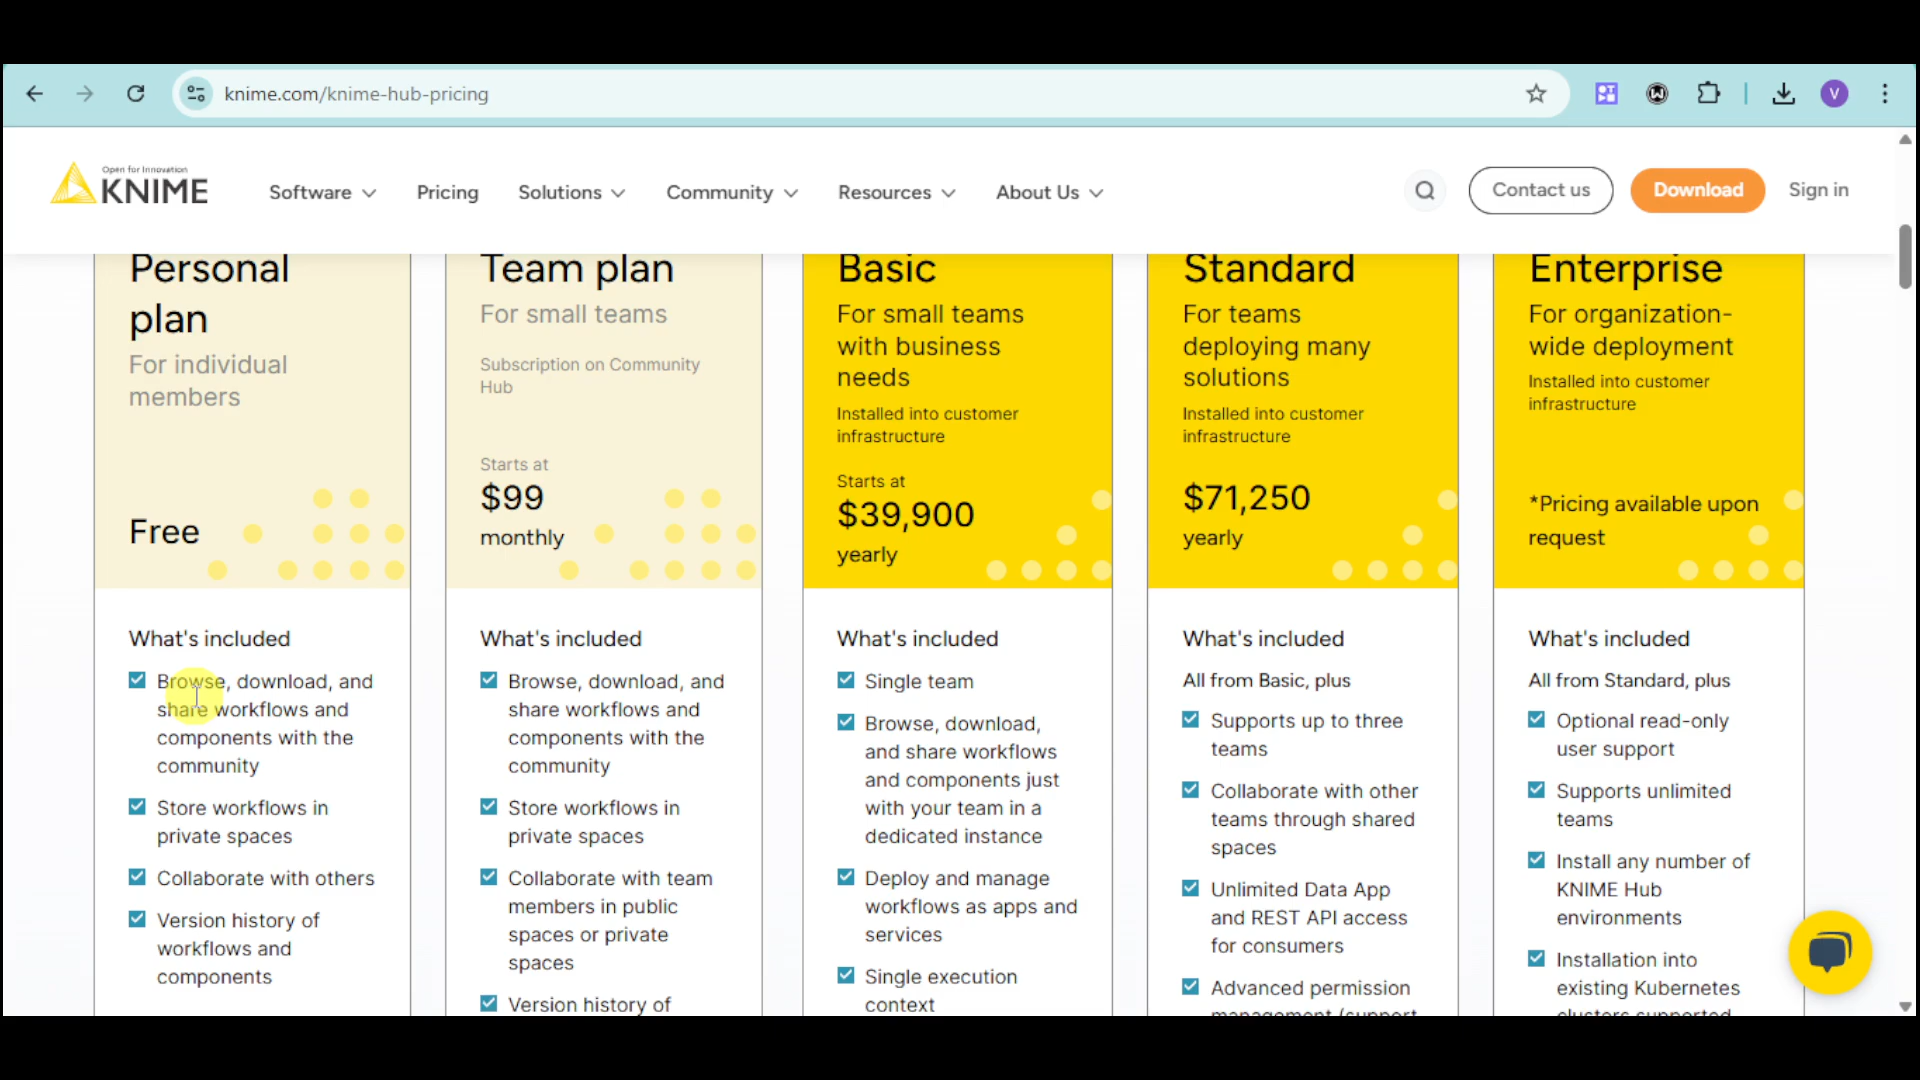 knime.com/knime-hub-pricing
V
Open for Innovation
KNIME
Software
Pricing
Solutions
Community
Resources
About Us
Contact us
Download
Sign in
Personal
plan
For individual
members
Free
What's included
Browse, download, and
share workflows and
components with the
community
Store workflows in
private spaces
Collaborate with others
Version history of
workflows and
components
Team plan
For small teams
Subscription on Community
Hub
Starts at
$99
monthly
What's included
Browse, download, and
share workflows and
components with the
community
Store workflows in
private spaces
Collaborate with team
members in public
spaces or private
spaces
Version history of
Basic
For small teams
with business
needs
Installed into customer
infrastructure
Starts at
$39,900
yearly
What's included
Single team
Browse, download,
and share workflows
and components just
with your team in a
dedicated instance
Deploy and manage
workflows as apps and
services
Single execution
context
Standard
For teams
deploying many
solutions
Installed into customer
infrastructure
$71,250
yearly
What's included
All from Basic, plus
Supports up to three
teams
Collaborate with other
teams through shared
spaces
Unlimited Data App
and REST API access
for consumers
Advanced permission
management (support
Enterprise
For organization-
wide deployment
Installed into customer
infrastructure
*Pricing available upon
request
What's included
All from Standard, plus
Optional read-only
user support
Supports unlimited
teams
Install any number of
KNIME Hub
environments
Installation into
existing Kubernetes
clusters supported